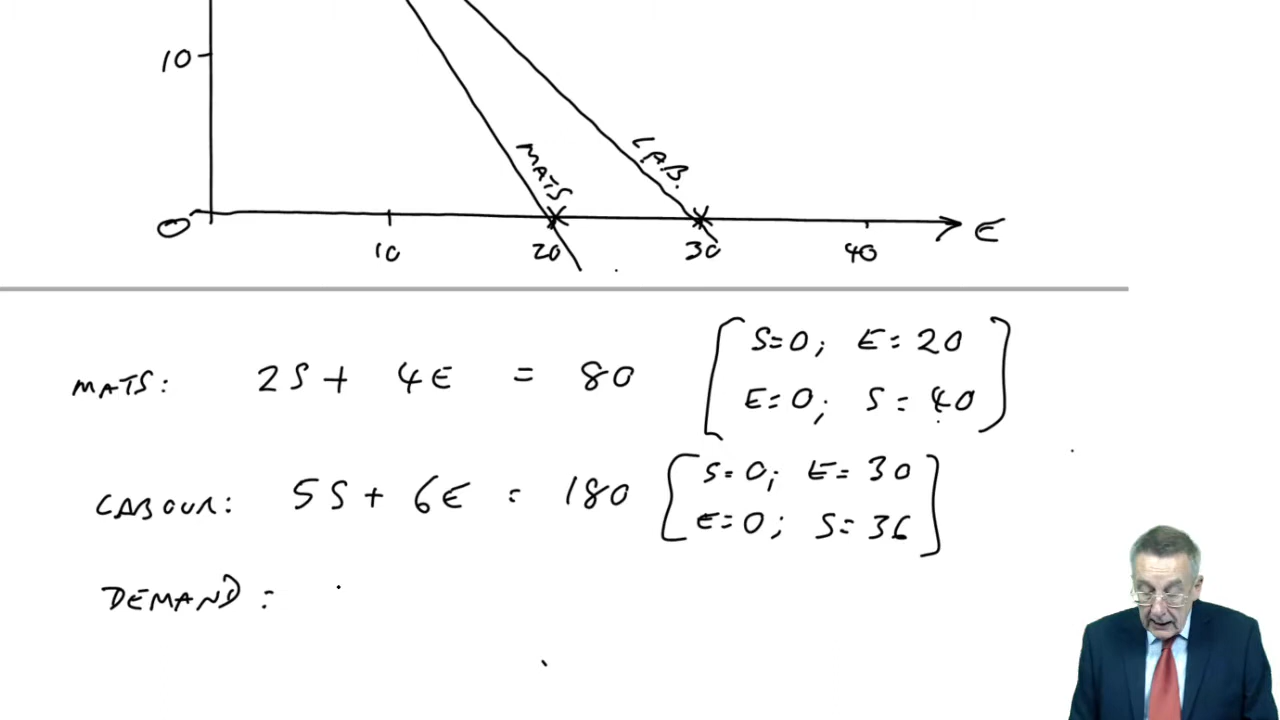 10
MATS
LAB.
0
10
20
30
40
E
MATS: 2S + 4E = 80 [S=0; E=20
E=0; S=40]
LABOUR: 5S + 6E = 180 [S=0; E=30
E=0; S=36]
DEMAND: